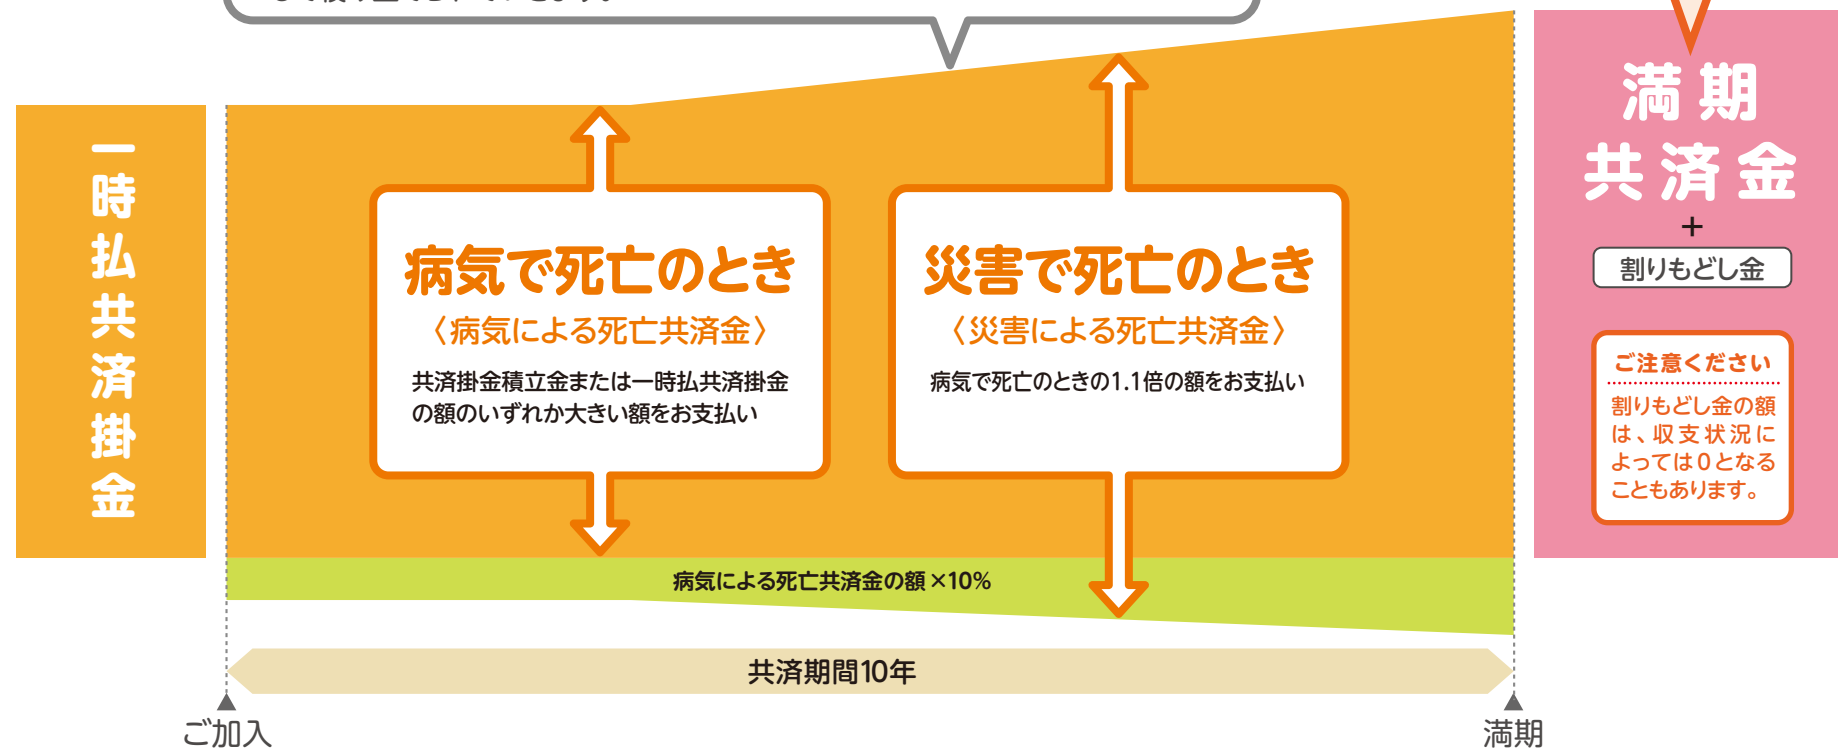 一時払共済掛金
病気で死亡のとき
〈病気による死亡共済金〉
共済掛金積立金または一時払共済掛金
の額のいずれか大きい額をお支払い
災害で死亡のとき
〈災害による死亡共済金〉
病気で死亡のときの1.1倍の額をお支払い
満期
共済金
+
割りもどし金
ご注意ください
割りもどし金の額
は、収支状況に
よっては0となる
こともあります。
病気による死亡共済金の額×10%
共済期間10年
ご加入
満期